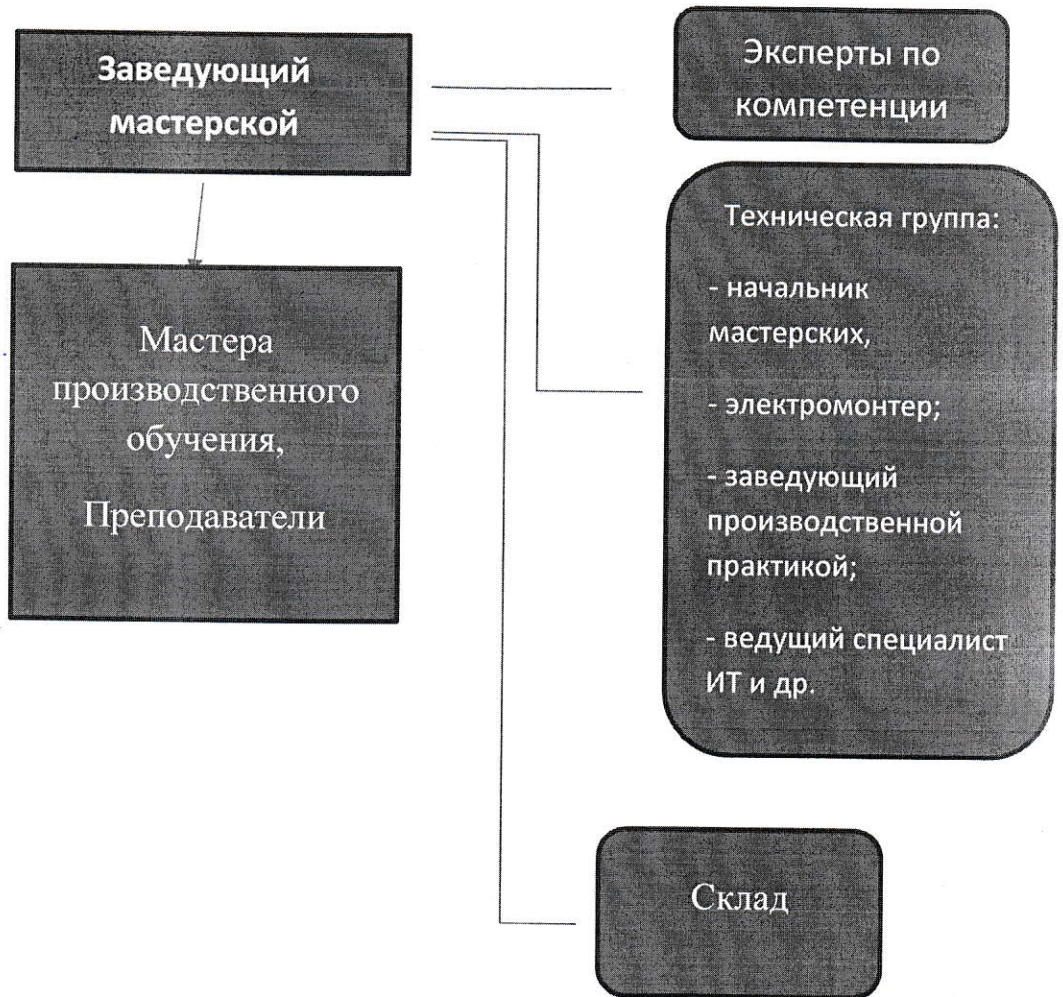 Заведующий
мастерской
Эксперты по
компетенции
Мастера
производственного
обучения,
Преподаватели
Техническая группа:
- начальник
мастерских,
- электромонтер;
- заведующий
производственной
практикой;
- ведущий специалист
ИТ и др.
Склад